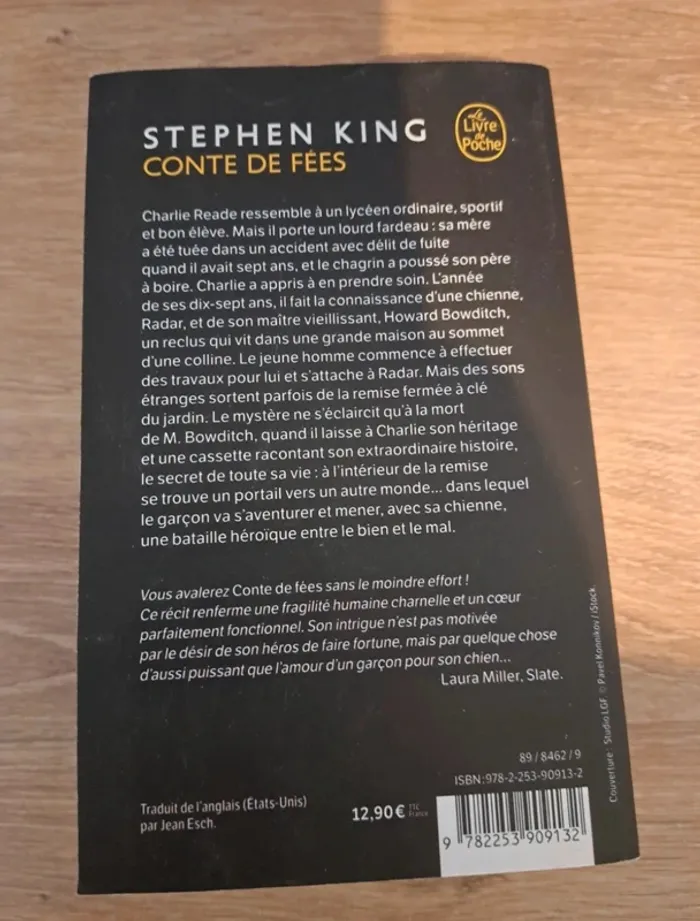 STEPHEN KING
Le
Livre
de
Poche
CONTE DE FÉES
Charlie Reade ressemble à un lycéen ordinaire, sportif
et bon élève. Mais il porte un lourd fardeau : sa mère
a été tuée dans un accident avec délit de fuite
quand il avait sept ans, et le chagrin a poussé son père
à boire. Charlie a appris à en prendre soin. L'année
de ses dix-sept ans, il fait la connaissance d'une chienne,
Radar, et de son maître vieillissant, Howard Bowditch,
un reclus qui vit dans une grande maison au sommet
d'une colline. Le jeune homme commence à effectuer
des travaux pour lui et s'attache à Radar. Mais des sons
étranges sortent parfois de la remise fermée à clé
du jardin. Le mystère ne s'éclaircit qu'à la mort
de M. Bowditch, quand il laisse à Charlie son héritage
et une cassette racontant son extraordinaire histoire,
le secret de toute sa vie : à l'intérieur de la remise
se trouve un portail vers un autre monde... dans lequel
le garçon va s'aventurer et mener, avec sa chienne,
une bataille héroïque entre le bien et le mal.
Vous avalerez Conte de fées sans le moindre effort !
Ce récit renferme une fragilité humaine charnelle et un cœur
parfaitement fonctionnel. Son intrigue n'est pas motivée
par le désir de son héros de faire fortune, mais par quelque chose
d'aussi puissant que l'amour d'un garçon pour son chien...
Laura Miller, Slate.
Couverture : Studio LGF. © Pavel Konnikov / iStock.
89 / 8462 / 9
ISBN : 978-2-253-90913-2
Traduit de l'anglais (États-Unis)
par Jean Esch.
12,90 € TTC
France
9 782253 909132